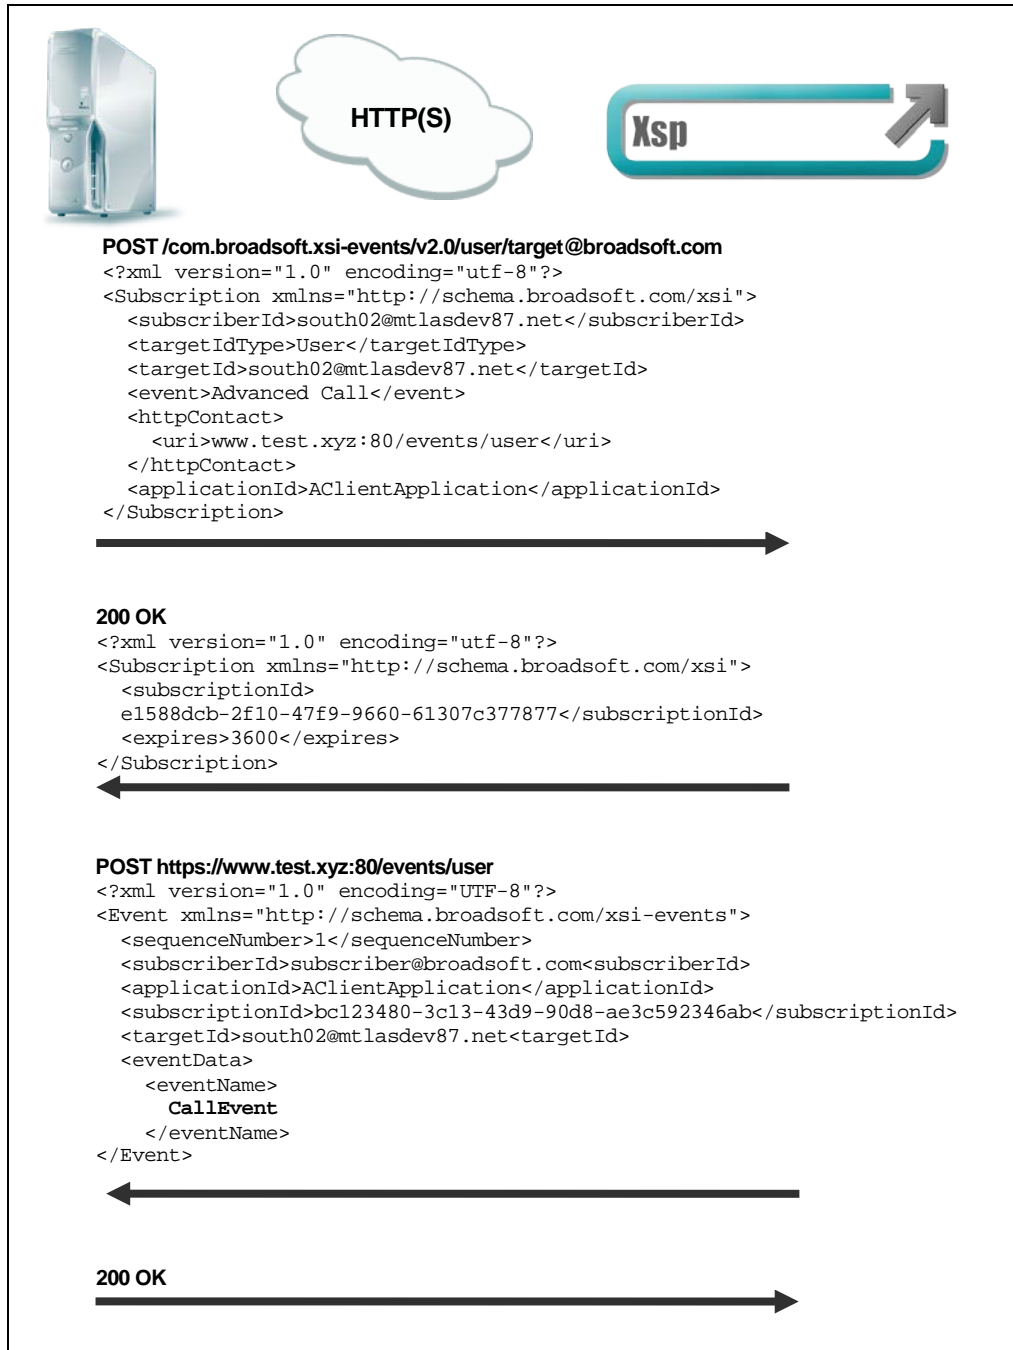 HTTP(S)
Xsp
POST /com.broadsoft.xsi-events/v2.0/user/target@broadsoft.com
<?xml version="1.0" encoding="utf-8"?>
<Subscription xmlns="http://schema.broadsoft.com/xsi">
<subscriberId>south02@mtlasdev87.net</subscriberId>
<targetIdType>User</targetIdType>
<targetId>south02@mtlasdev87.net</targetId>
<event>Advanced Call</event>
<httpContact>
<uri>www.test.xyz:80/events/user</uri>
</httpContact>
<applicationId>AClientApplication</applicationId>
</Subscription>
200 OK
<?xml version="1.0" encoding="utf-8"?>
<Subscription xmlns="http://schema.broadsoft.com/xsi">
<subscriptionId>
e1588dcb-2f10-47f9-9660-61307c377877</subscriptionId>
<expires>3600</expires>
</Subscription>
POST https://www.test.xyz:80/events/user
<?xml version="1.0" encoding="UTF-8"?>
<Event xmlns="http://schema.broadsoft.com/xsi-events">
<sequenceNumber>1</sequenceNumber>
<subscriberId>subscriber@broadsoft.com<subscriberId>
<applicationId>AClientApplication</applicationId>
<subscriptionId>bc123480-3c13-43d9-90d8-ae3c592346ab</subscriptionId>
<targetId>south02@mtlasdev87.net<targetId>
<eventData>
<eventName>
CallEvent
</eventName>
</Event>
200 OK